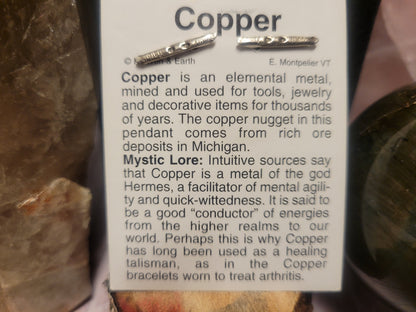 Copper
© & Earth E. Montpelier VT
Copper is an elemental metal,
mined and used for tools, jewelry
and decorative items for thousands
of years. The copper nugget in this
pendant comes from rich ore
deposits in Michigan.
Mystic Lore: Intuitive sources say
that Copper is a metal of the god
Hermes, a facilitator of mental agili-
ty and quick-wittedness. It is said to
be a good “conductor” of energies
from the higher realms to our
world. Perhaps this is why Copper
has long been used as a healing
talisman, as in the Copper
bracelets worn to treat arthritis.